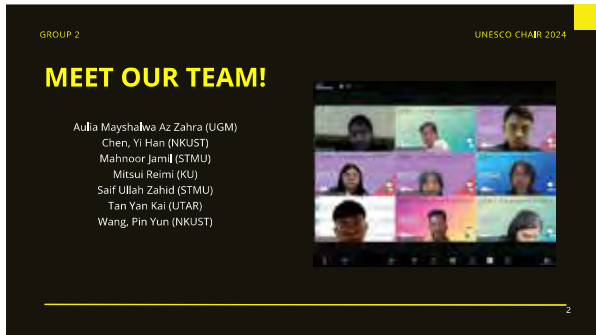 GROUP 2
UNESCO CHAIR 2024
MEET OUR TEAM!
Aulia Mayshalwa Az Zahra (UGM)
Chen, Yi Han (NKUST)
Mahnoor Jamil (STMU)
Mitsui Reimi (KU)
Saif Ullah Zahid (STMU)
Tan Yan Kai (UTAR)
Wang, Pin Yun (NKUST)
2